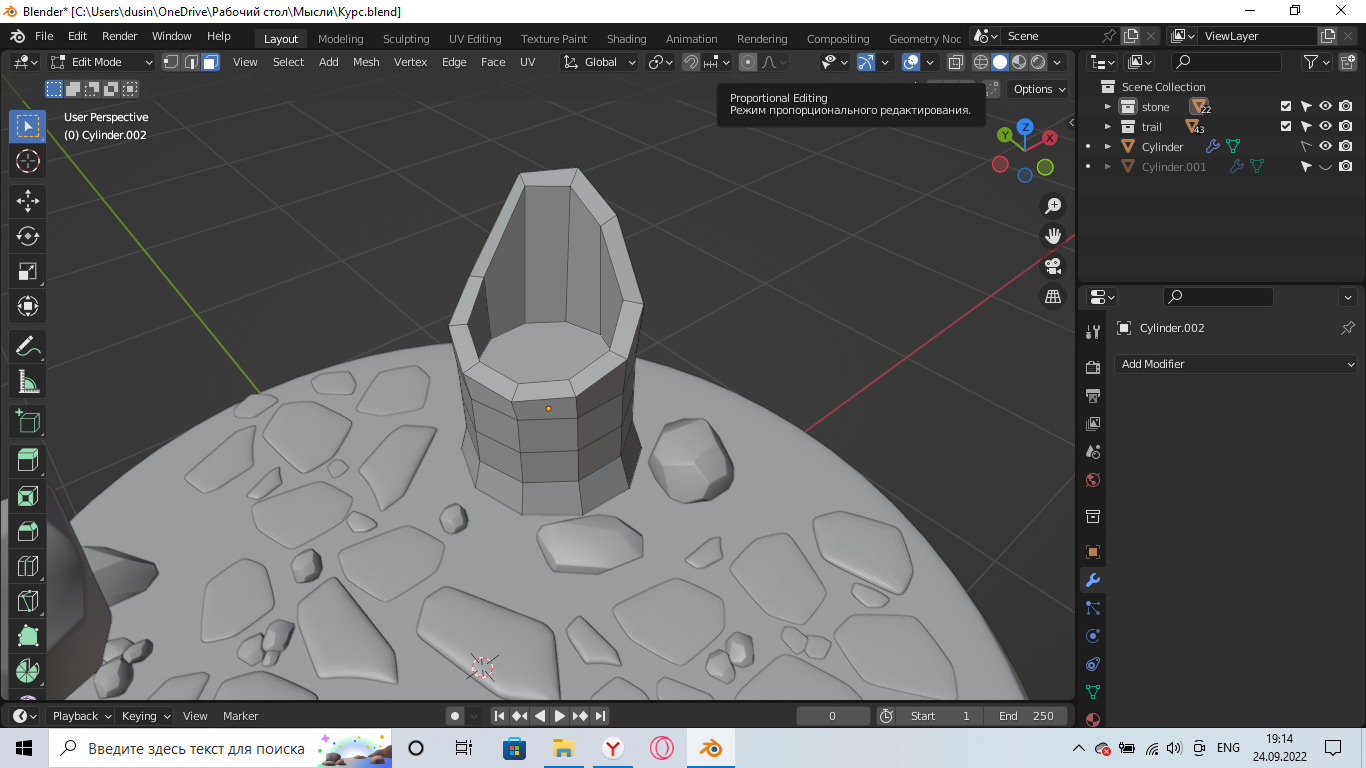 Blender* [C:\Users\dusin\OneDrive\Рабочий стол\Мысли\Курс.blend]
File Edit Render Window Help Layout Modeling Sculpting UV Editing Texture Paint Shading Animation Rendering Compositing Geometry Noc Scene ViewLayer
Edit Mode View Select Add Mesh Vertex Edge Face UV Global
Options
Proportional Editing
Режим пропорционального редактирования.
User Perspective
(0) Cylinder.002
Z
Y
X
Scene Collection
stone 22
trail 43
Cylinder
Cylinder.001
Cylinder.002
Add Modifier
Playback Keying View Marker 0 Start 1 End 250
Введите здесь текст для поиска
ENG
19:14
24.09.2022